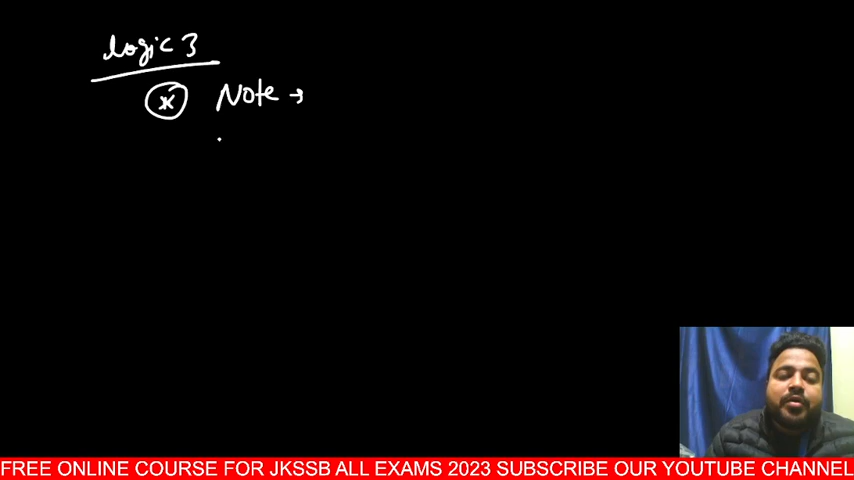 Logic 3
* Note →
FREE ONLINE COURSE FOR JKSSB ALL EXAMS 2023 SUBSCRIBE OUR YOUTUBE CHANNEL